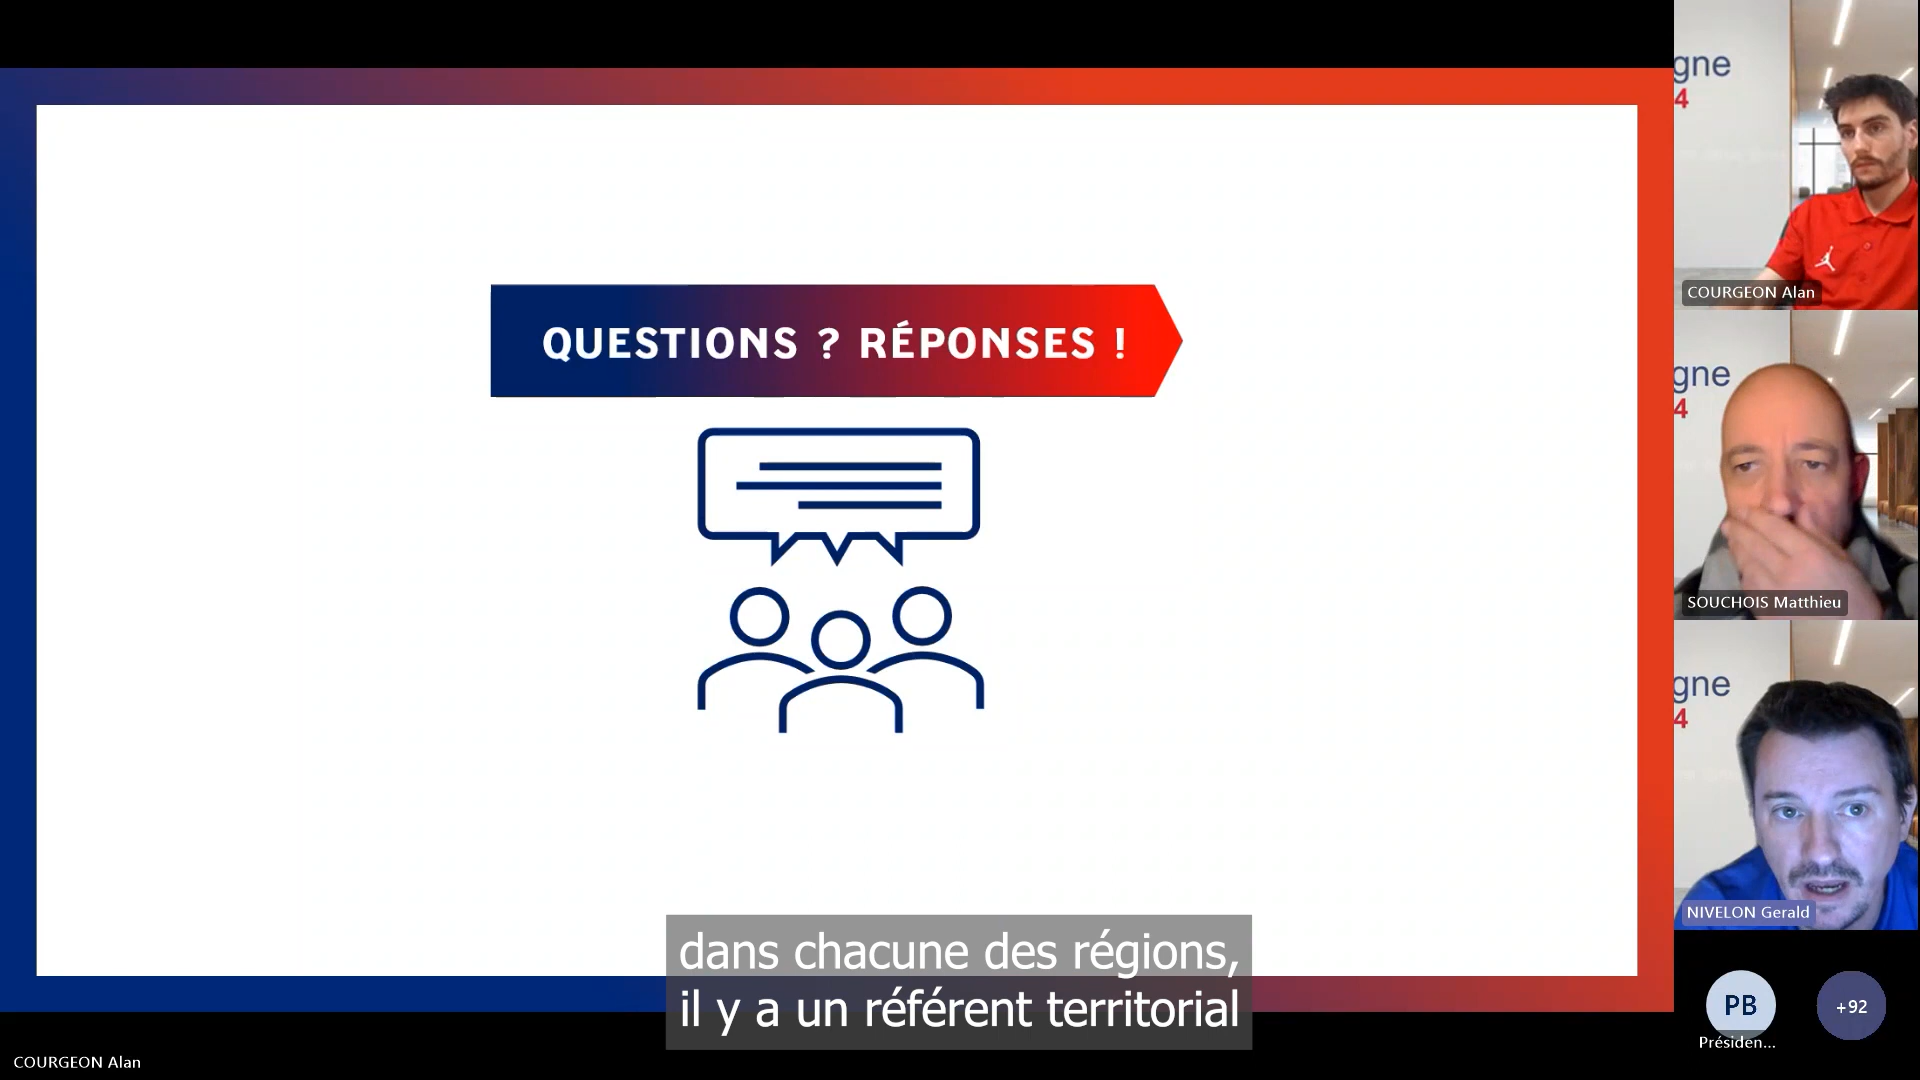 QUESTIONS ? RÉPONSES !
dans chacune des régions,
il y a un référent territorial
COURGEON Alan
gne
4
COURGEON Alan
gne
4
SOUCHOIS Matthieu
gne
4
NIVELON Gerald
PB
Présiden...
+92